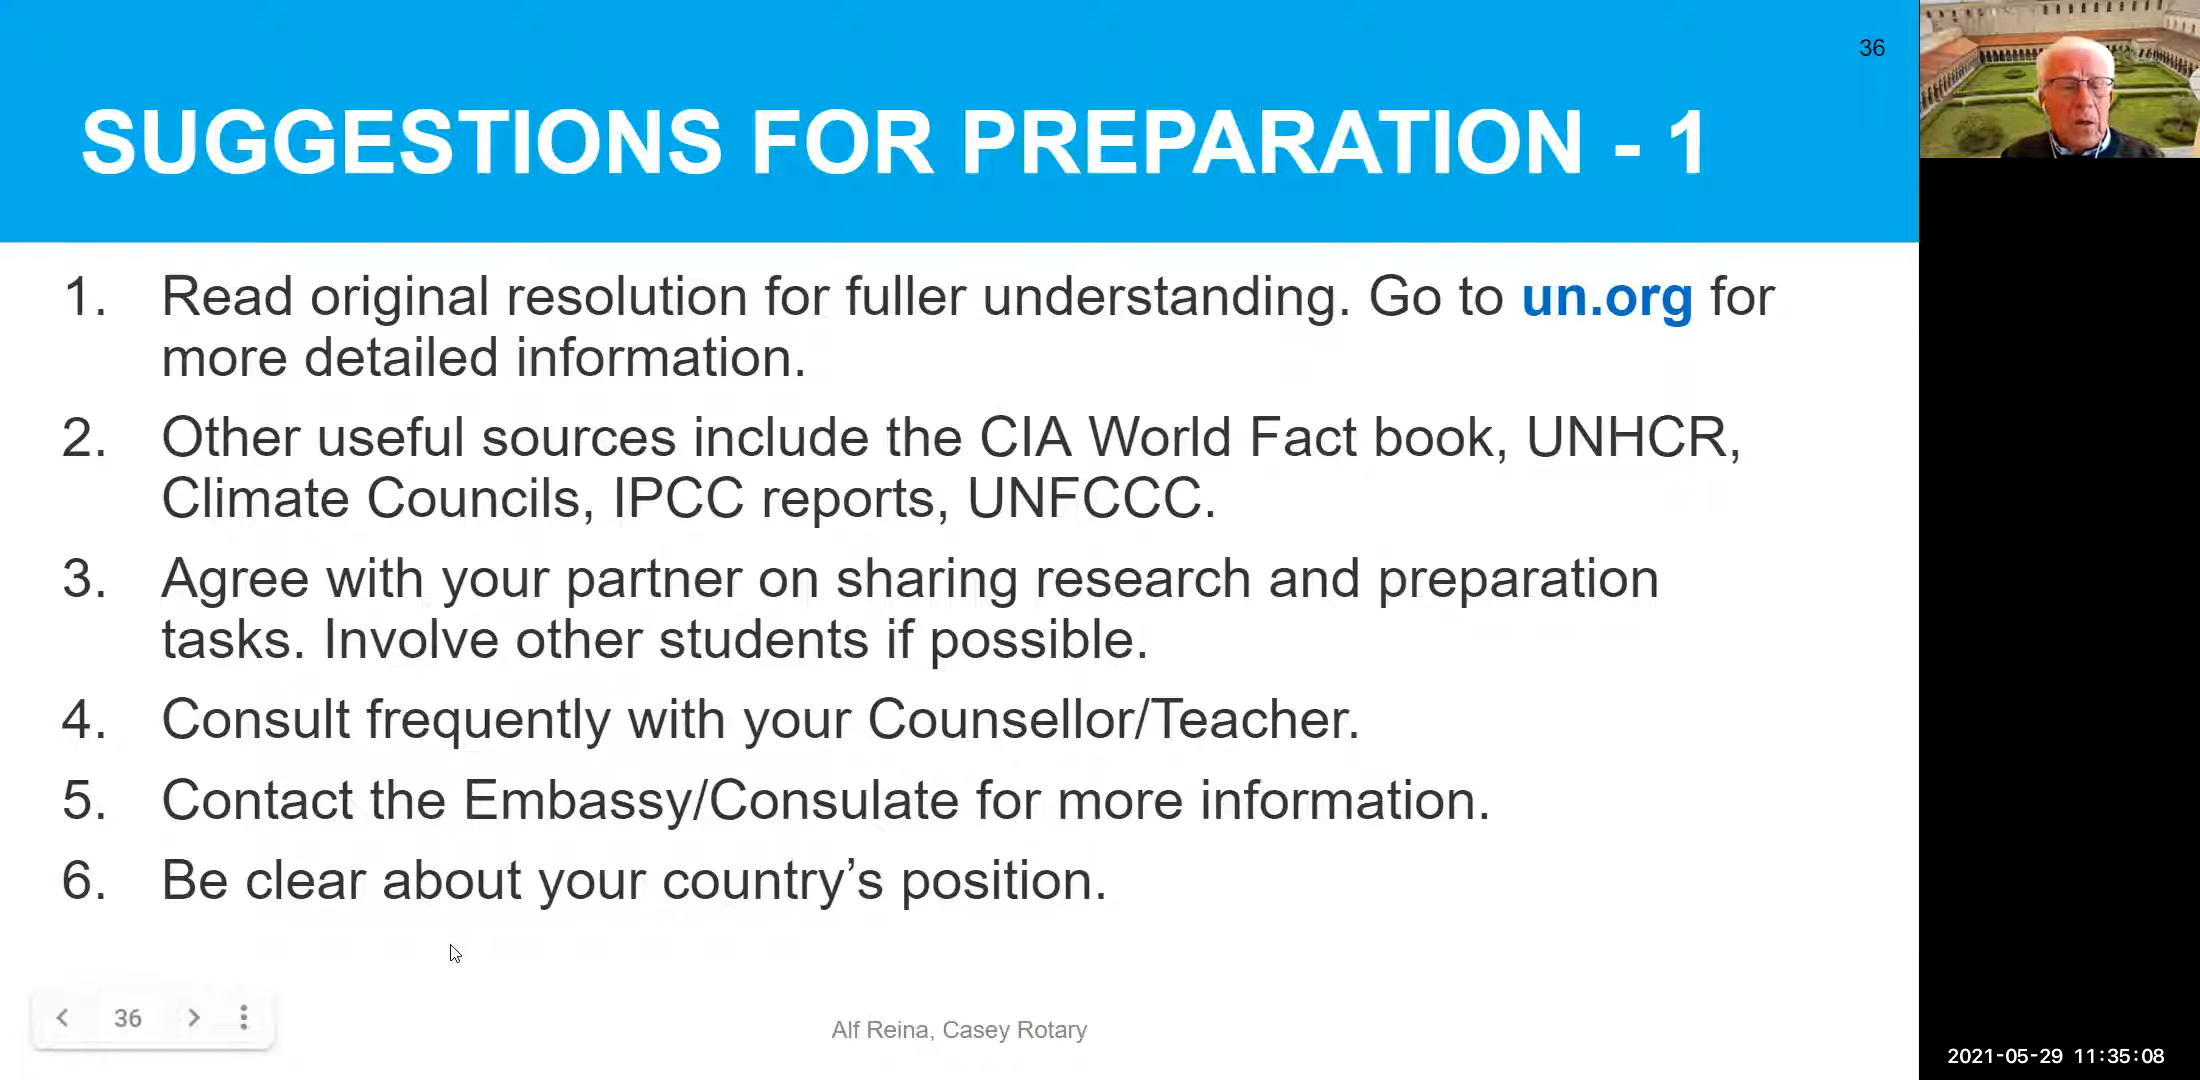 36
SUGGESTIONS FOR PREPARATION - 1
1. Read original resolution for fuller understanding. Go to un.org for
more detailed information.
2. Other useful sources include the CIA World Fact book, UNHCR,
Climate Councils, IPCC reports, UNFCCC.
3. Agree with your partner on sharing research and preparation
tasks. Involve other students if possible.
4. Consult frequently with your Counsellor/Teacher.
5. Contact the Embassy/Consulate for more information.
6. Be clear about your country’s position.
36
Alf Reina, Casey Rotary
2021-05-29 11:35:08